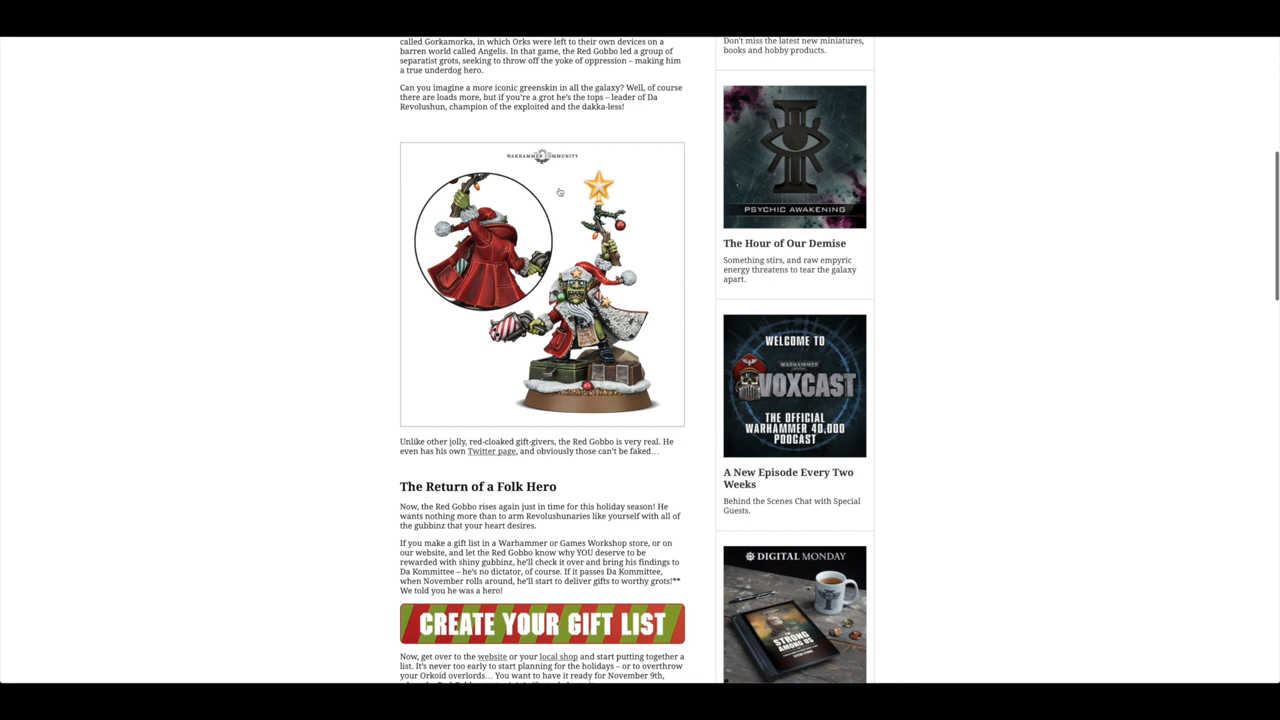 called Gorkamorka, in which Orks were left to their own devices on a
barren world called Angelis. In that game, the Red Gobbo led a group of
separatist grots, seeking to throw off the yoke of oppression – making him
a true underdog hero.
Can you imagine a more iconic greenskin in all the galaxy? Well, of course
there are loads more, but if you're a grot he's the tops – leader of Da
Revolushun, champion of the exploited and the dakka-less!
WARHAMMER COMMUNITY
Unlike other jolly, red-cloaked gift-givers, the Red Gobbo is very real. He
even has his own Twitter page, and obviously those can't be faked…
The Return of a Folk Hero
Now, the Red Gobbo rises again just in time for this holiday season! He
wants nothing more than to arm Revolushunaries like yourself with all of
the gubbinz that your heart desires.
If you make a gift list in a Warhammer or Games Workshop store, or on
our website, and let the Red Gobbo know why YOU deserve to be
rewarded with shiny gubbinz, he'll check it over and bring his findings to
Da Kommittee – he's no dictator, of course. If it passes Da Kommittee,
when November rolls around, he'll start to deliver gifts to worthy grots!**
We told you he was a hero!
CREATE YOUR GIFT LIST
Now, get over to the website or your local shop and start putting together a
list. It's never too early to start planning for the holidays – or to overthrow
your Orkoid overlords… You want to have it ready for November 9th,
Don't miss the latest new miniatures,
books and hobby products.
PSYCHIC AWAKENING
The Hour of Our Demise
Something stirs, and raw empyric
energy threatens to tear the galaxy
apart.
WELCOME TO
WARHAMMER
40,000
VOXCAST
THE OFFICIAL
WARHAMMER 40,000
PODCAST
A New Episode Every Two
Weeks
Behind the Scenes Chat with Special
Guests.
DIGITAL MONDAY
STRONG
AMONG US